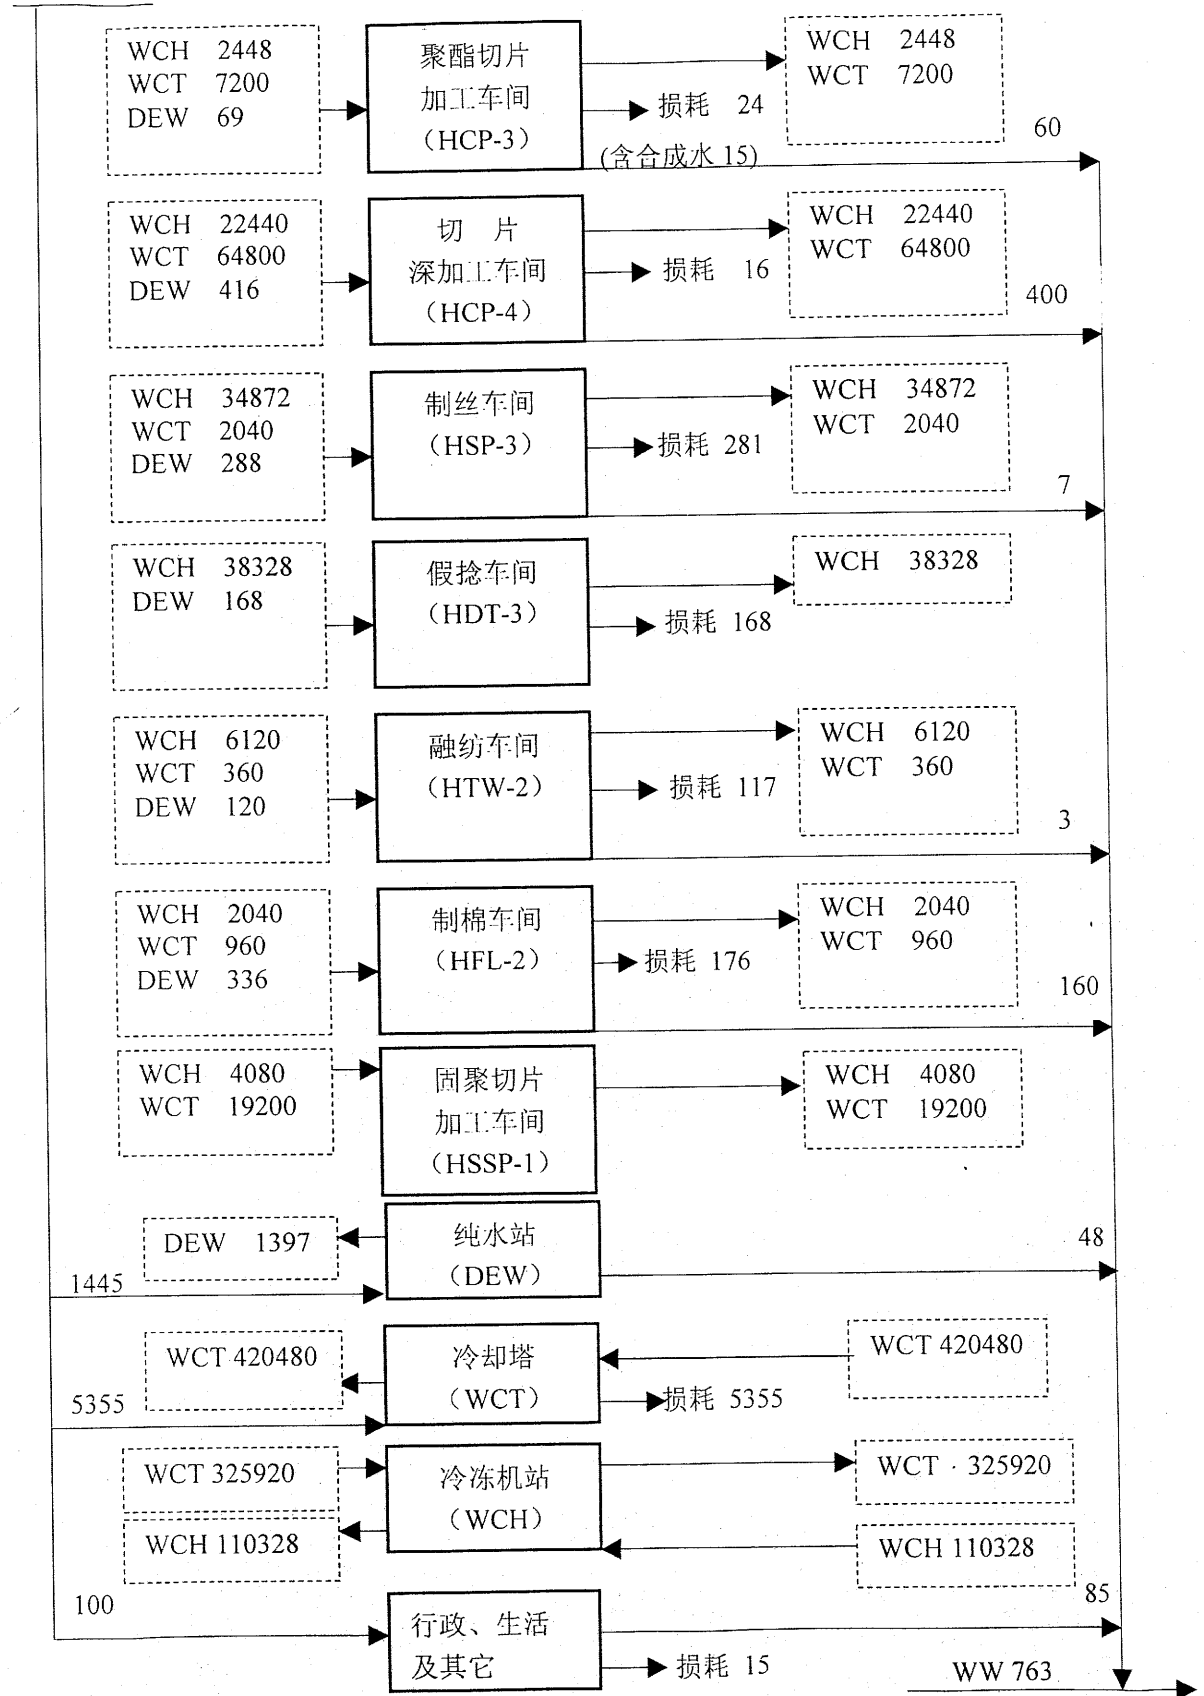 WCH 2448
WCT 7200
DEW 69
聚酯切片
加工车间
(HCP-3)
WCH 2448
WCT 7200
损耗 24
(含合成水 15)
60
WCH 22440
WCT 64800
DEW 416
切 片
深加工车间
(HCP-4)
WCH 22440
WCT 64800
损耗 16
400
WCH 34872
WCT 2040
DEW 288
制丝车间
(HSP-3)
WCH 34872
WCT 2040
损耗 281
7
WCH 38328
DEW 168
假捻车间
(HDT-3)
WCH 38328
损耗 168
WCH 6120
WCT 360
DEW 120
融纺车间
(HTW-2)
WCH 6120
WCT 360
损耗 117
3
WCH 2040
WCT 960
DEW 336
制棉车间
(HFL-2)
WCH 2040
WCT 960
损耗 176
160
WCH 4080
WCT 19200
固聚切片
加工车间
(HSSP-1)
WCH 4080
WCT 19200
DEW 1397
纯水站
(DEW)
48
1445
WCT 420480
冷却塔
(WCT)
WCT 420480
损耗 5355
5355
WCT 325920
WCH 110328
冷冻机站
(WCH)
WCT 325920
WCH 110328
100
行政、生活
及其它
85
损耗 15
WW 763